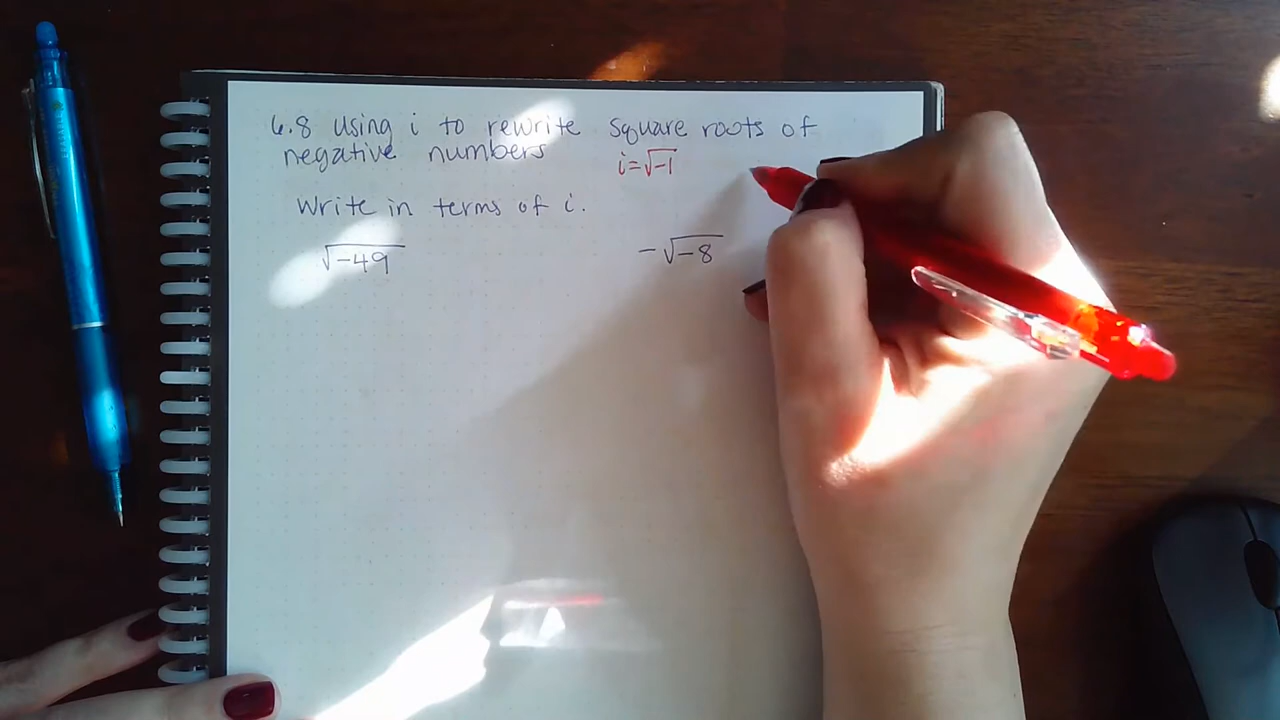 6.8 Using i to rewrite square roots of
negative numbers
i=√-1
Write in terms of i.
√-49
-√-8